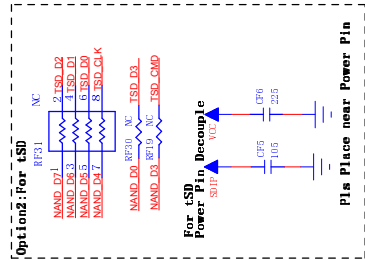 Option2:For tSD
RF31
NC
NAND_D7 1 2 TSD_D2
NAND_D6 3 4 TSD_D1
NAND_D5 5 6 TSD_D0
NAND_D4 7 8 TSD_CLK
NAND_D0 RF30 NC TSD_D3
NAND_D3 RF19 NC TSD_CMD
For tSD
Power Pin Decouple
VCC CF6 225
SDIP CF5 105
Pls Place near Power Pin